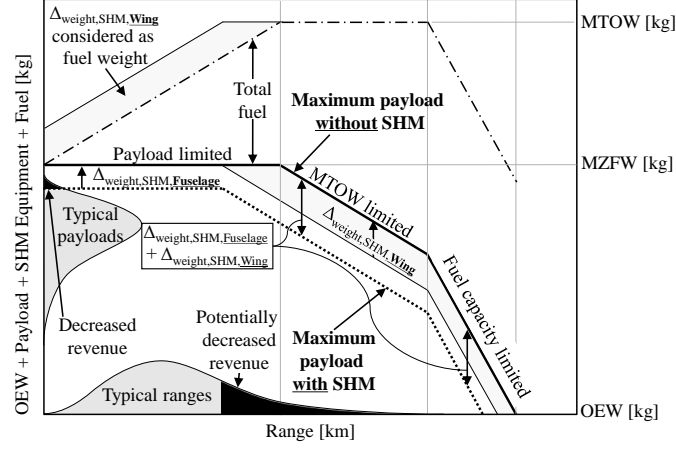 Δweight,SHM,Wing
considered as
fuel weight
MTOW [kg]
Total
fuel
Maximum payload
without SHM
Payload limited
MZFW [kg]
Δweight,SHM,Fuselage
MTOW limited
Typical
payloads
Δweight,SHM,Wing
Δweight,SHM,Fuselage
+ Δweight,SHM,Wing
Fuel capacity limited
Decreased
revenue
Potentially
decreased
revenue
Maximum
payload
with SHM
Typical ranges
OEW [kg]
Range [km]
OEW + Payload + SHM Equipment + Fuel [kg]